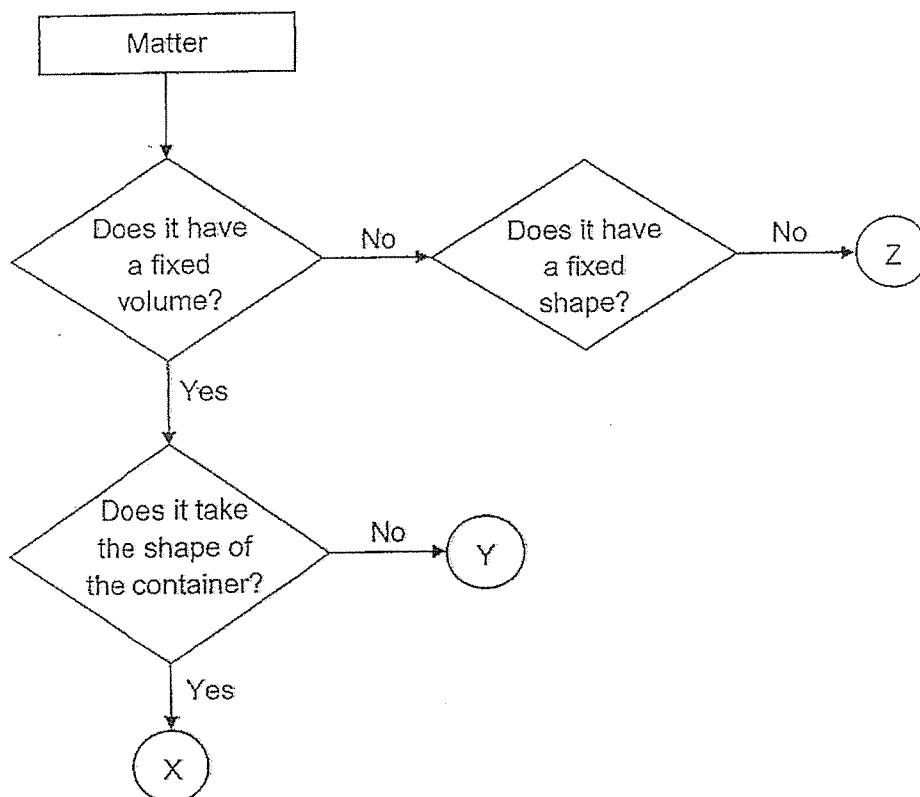 Matter
Does it have
a fixed
volume?
No
Does it have
a fixed
shape?
No
Z
Yes
Does it take
the shape of
the container?
No
Y
Yes
X